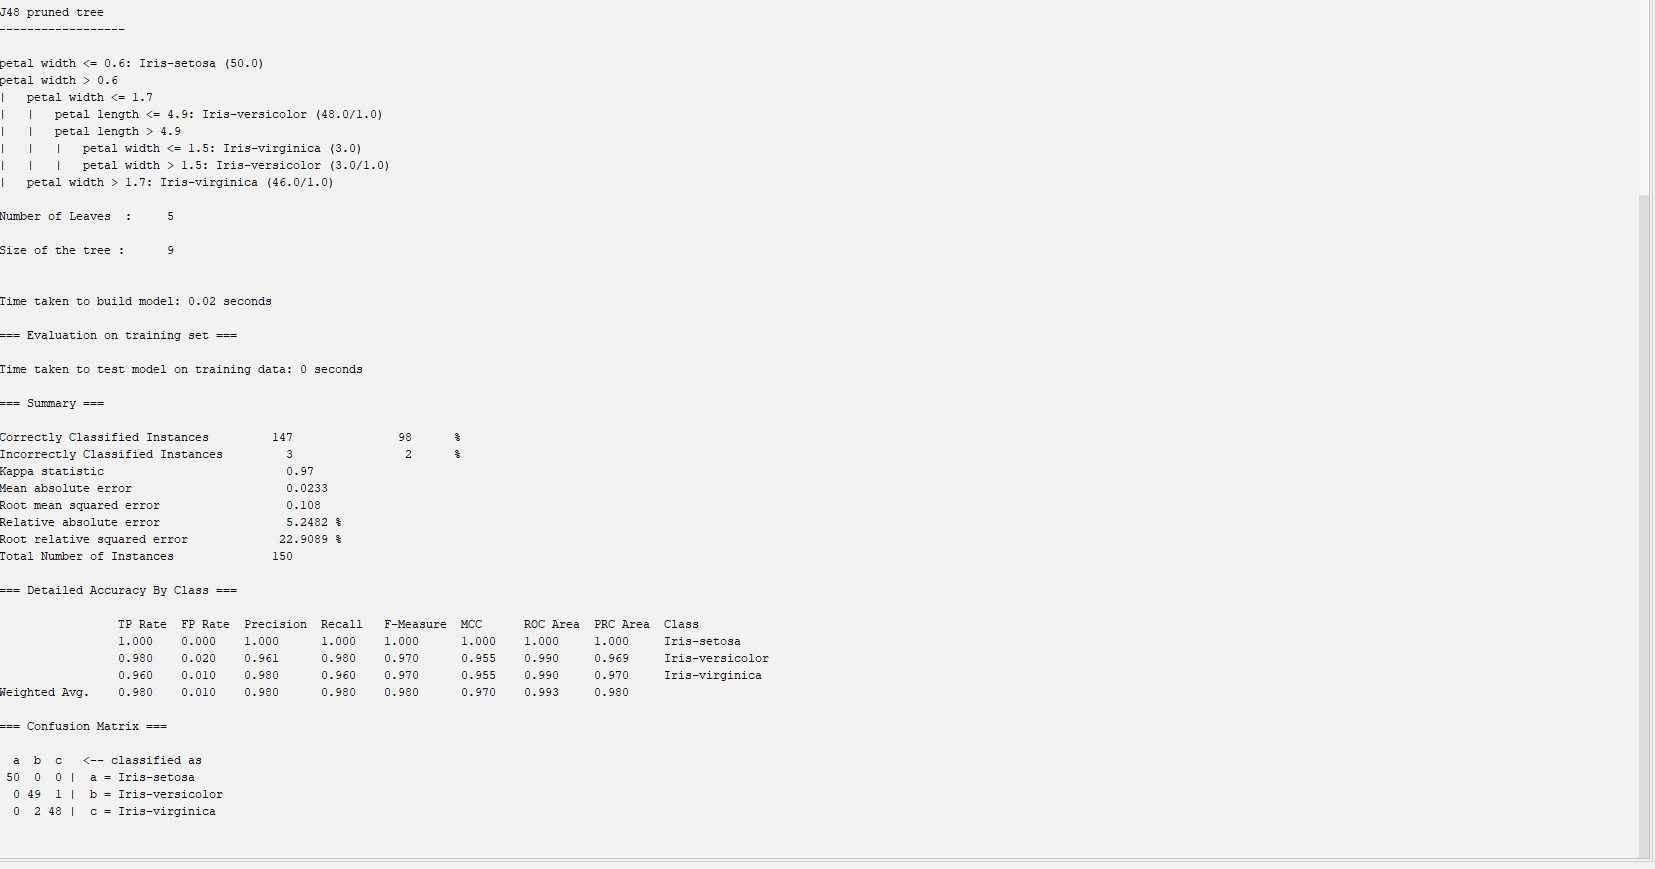 J48 pruned tree
------------------
petal width <= 0.6: Iris-setosa (50.0)
petal width > 0.6
|   petal width <= 1.7
|   |   petal length <= 4.9: Iris-versicolor (48.0/1.0)
|   |   petal length > 4.9
|   |   |   petal width <= 1.5: Iris-virginica (3.0)
|   |   |   petal width > 1.5: Iris-versicolor (3.0/1.0)
|   petal width > 1.7: Iris-virginica (46.0/1.0)
Number of Leaves  :     5
Size of the tree :      9
Time taken to build model: 0.02 seconds
=== Evaluation on training set ===
Time taken to test model on training data: 0 seconds
=== Summary ===
Correctly Classified Instances         147               98      %
Incorrectly Classified Instances         3                2      %
Kappa statistic                          0.97
Mean absolute error                      0.0233
Root mean squared error                  0.108
Relative absolute error                  5.2482 %
Root relative squared error             22.9089 %
Total Number of Instances              150
=== Detailed Accuracy By Class ===
                 TP Rate  FP Rate  Precision  Recall   F-Measure  MCC      ROC Area  PRC Area  Class
                 1.000    0.000    1.000      1.000    1.000      1.000    1.000     1.000     Iris-setosa
                 0.980    0.020    0.961      0.980    0.970      0.955    0.990     0.969     Iris-versicolor
                 0.960    0.010    0.980      0.960    0.970      0.955    0.990     0.970     Iris-virginica
Weighted Avg.    0.980    0.010    0.980      0.980    0.980      0.970    0.993     0.980
=== Confusion Matrix ===
  a  b  c   <-- classified as
 50  0  0 |  a = Iris-setosa
  0 49  1 |  b = Iris-versicolor
  0  2 48 |  c = Iris-virginica